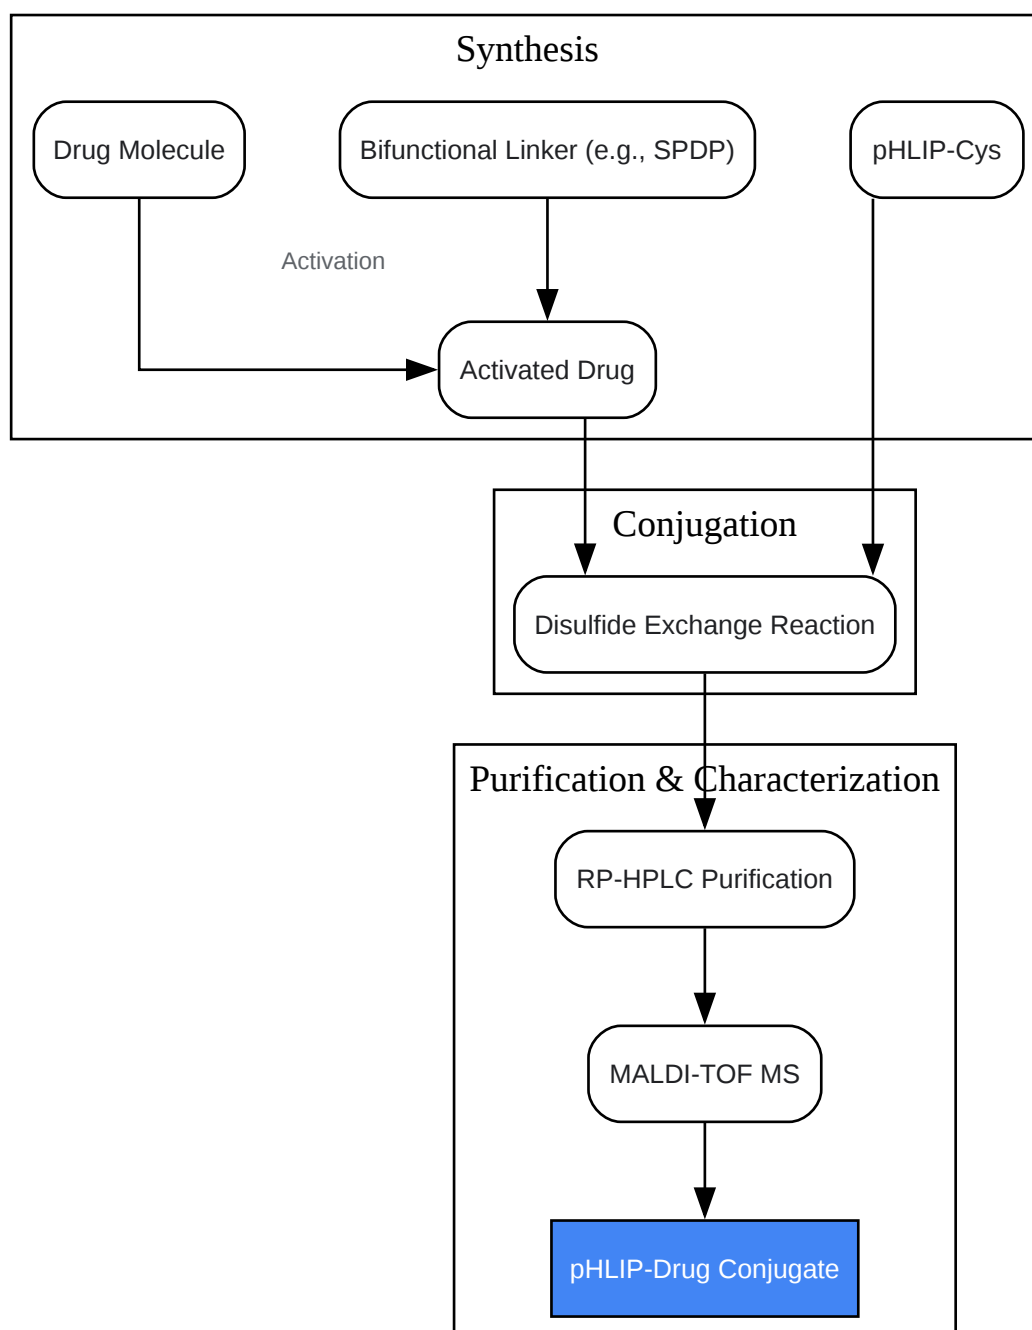 Synthesis
Drug Molecule
Bifunctional Linker (e.g., SPDP)
pHLIP-Cys
Activation
Activated Drug
Conjugation
Disulfide Exchange Reaction
Purification & Characterization
RP-HPLC Purification
MALDI-TOF MS
pHLIP-Drug Conjugate